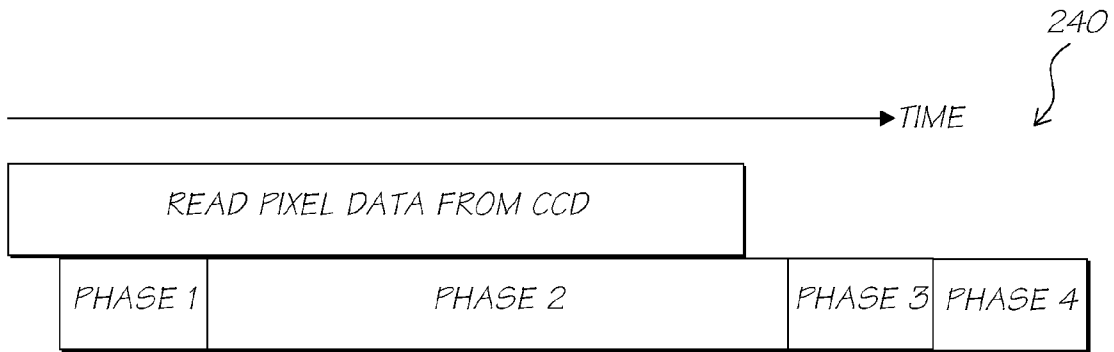 240
TIME
READ PIXEL DATA FROM CCD
PHASE 1 PHASE 2 PHASE 3 PHASE 4